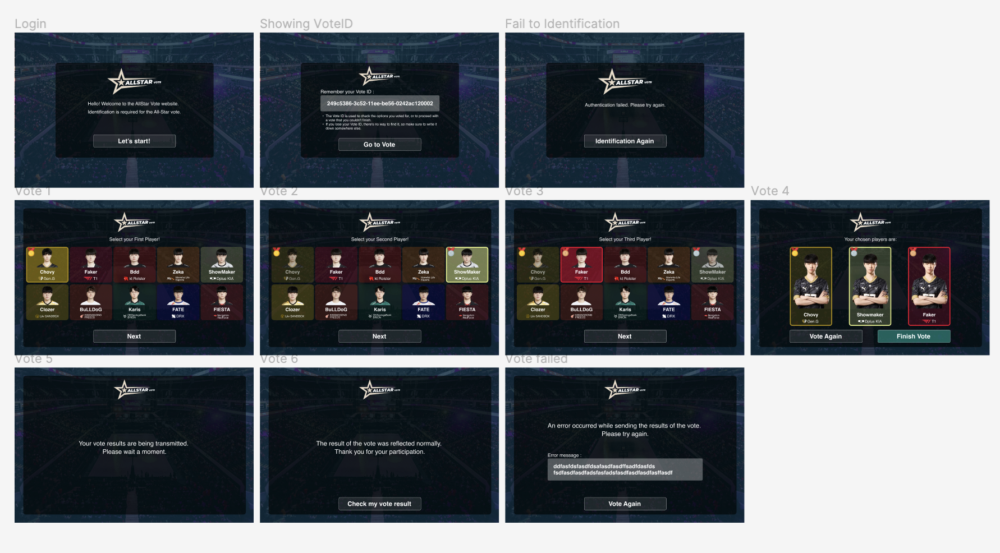 Login
Showing VoteID
Fail to Identification
ALLSTAR VOTE
Hello! Welcome to the AllStar Vote website.
Identification is required for the All-Star vote.
Let's start!
ALLSTAR VOTE
Remember your Vote ID :
249c5386-3c52-11ee-be56-0242ac120002
• The Vote ID is used to check the options you voted for, or to proceed with
a vote that you couldn't finish.
• If you lose your Vote ID, there's no way to find it, so make sure to write it
down somewhere else.
Go to Vote
ALLSTAR VOTE
Authentication failed. Please try again.
Identification Again
Vote 1
Vote 2
Vote 3
Vote 4
ALLSTAR VOTE
Select your First Player!
Chovy
Gen.G
Faker
T1
Bdd
kt Rolster
Zeka
Hanwha Life
Esports
ShowMaker
Dplus KIA
Clozer
Liiv SANDBOX
BuLLDoG
KWANGDONG
FREECS
Karis
OKSavingsBank
BRION
FATE
DRX
FIESTA
Nongshim
RedForce
Next
ALLSTAR VOTE
Select your Second Player!
Chovy
Gen.G
Faker
T1
Bdd
kt Rolster
Zeka
Hanwha Life
Esports
ShowMaker
Dplus KIA
Clozer
Liiv SANDBOX
BuLLDoG
KWANGDONG
FREECS
Karis
OKSavingsBank
BRION
FATE
DRX
FIESTA
Nongshim
RedForce
Next
ALLSTAR VOTE
Select your Third Player!
Chovy
Gen.G
Faker
T1
Bdd
kt Rolster
Zeka
Hanwha Life
Esports
ShowMaker
Dplus KIA
Clozer
Liiv SANDBOX
BuLLDoG
KWANGDONG
FREECS
Karis
OKSavingsBank
BRION
FATE
DRX
FIESTA
Nongshim
RedForce
Next
ALLSTAR VOTE
Your chosen players are:
Chovy
Gen.G
Showmaker
Dplus KIA
Faker
T1
Vote Again
Finish Vote
Vote 5
Vote 6
Vote failed
ALLSTAR VOTE
Your vote results are being transmitted.
Please wait a moment.
ALLSTAR VOTE
The result of the vote was reflected normally.
Thank you for your participation.
Check my vote result
ALLSTAR VOTE
An error occurred while sending the results of the vote.
Please try again.
Error message :
ddfasfdsfasdfdsafasdfasdffsadfdasfds
fsdfasdfasdfadsfasfadsfasdfasdfasdfasffasdf
Vote Again